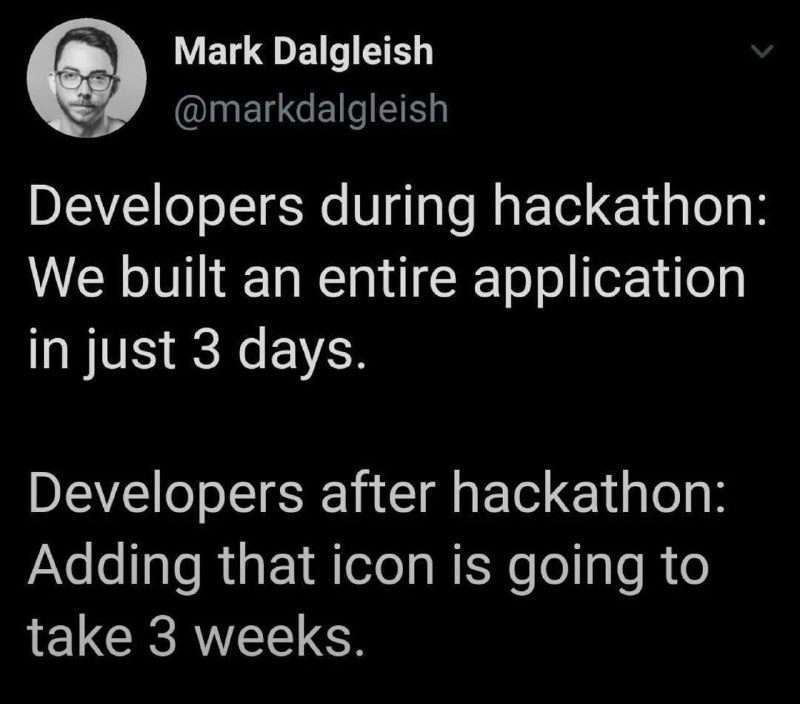 Mark Dalgleish
@markdalgleish
Developers during hackathon:
We built an entire application
in just 3 days.
Developers after hackathon:
Adding that icon is going to
take 3 weeks.